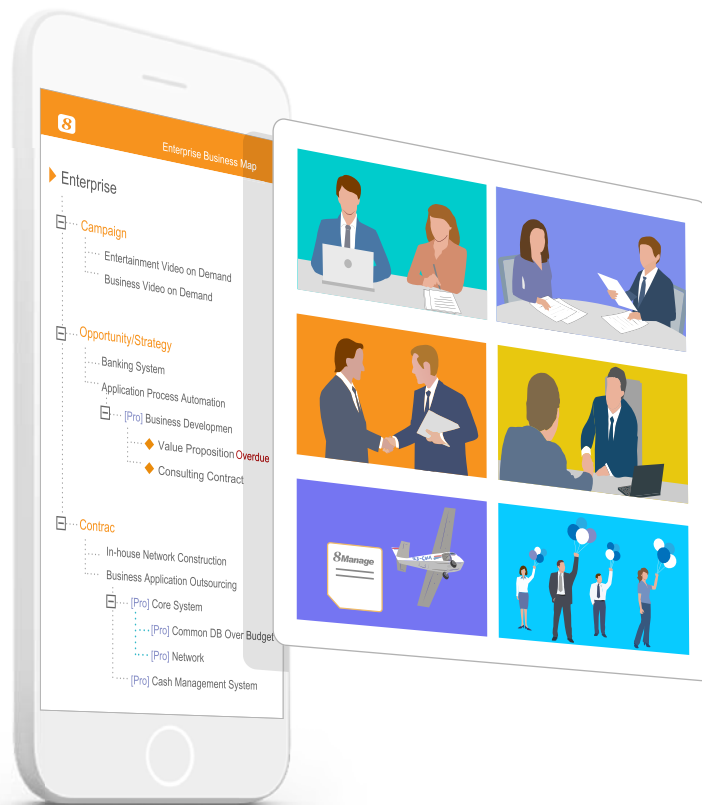 8
Enterprise Business Map
Enterprise
Campaign
Entertainment Video on Demand
Business Video on Demand
Opportunity/Strategy
Banking System
Application Process Automation
[Pro] Business Developmen
Value Proposition Overdue
Consulting Contract
Contrac
In-house Network Construction
Business Application Outsourcing
[Pro] Core System
[Pro] Common DB Over Budget
[Pro] Network
[Pro] Cash Management System
8Manage